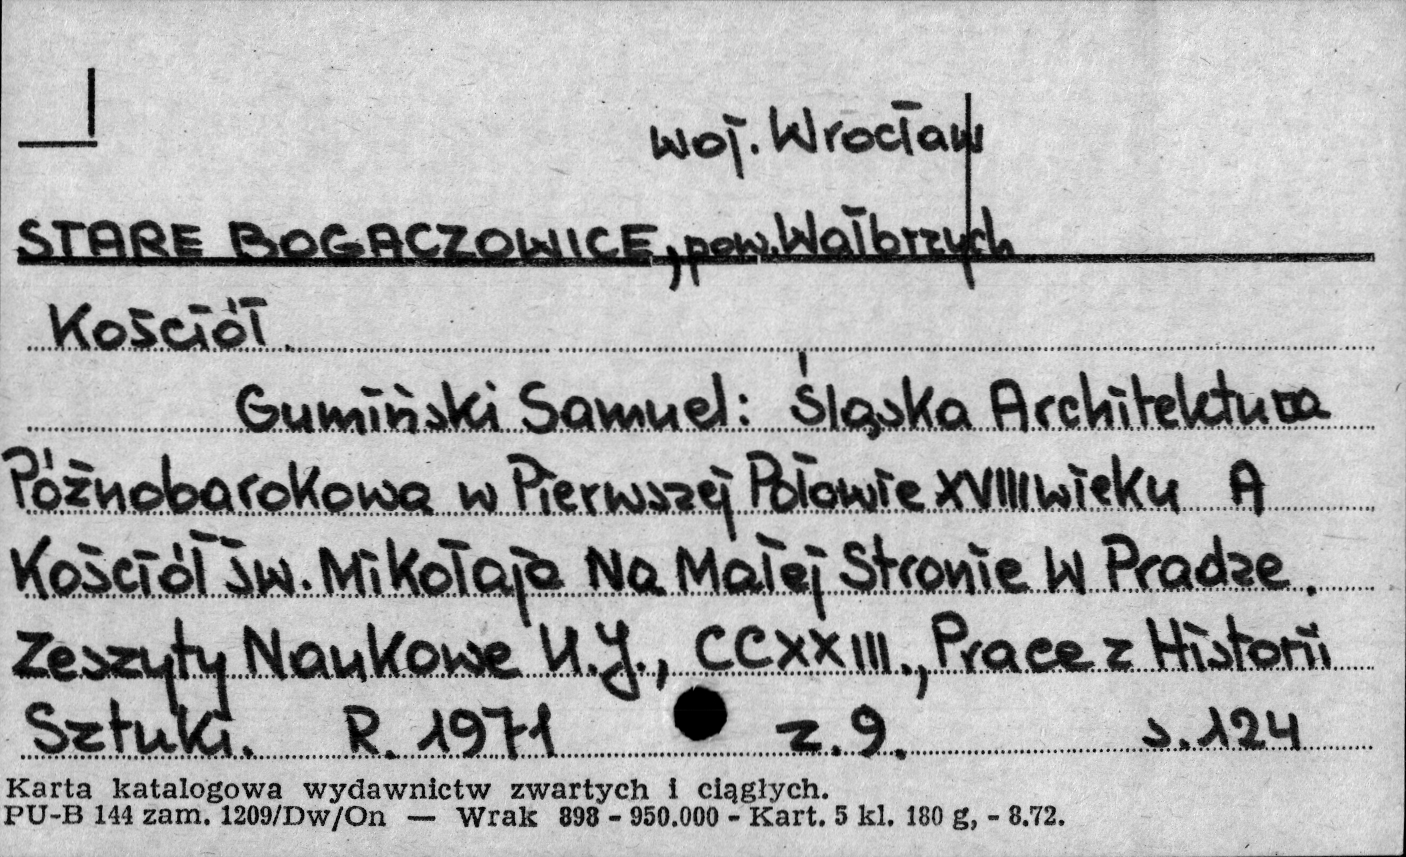 woj. Wrocław
STARE BOGACZOWICE, pow. Wałbrzych
Kościół.
Gumiński Samuel: Śląska Architektura
Późnobarokowa w Pierwszej Połowie XVIII wieku A
Kościół św. Mikołaja Na Małej Stronie W Pradze.
Zeszyty Naukowe U.J., CCXXIII., Prace z Historii
Sztuki. R. 1971 z. 9. s. 124
Karta katalogowa wydawnictw zwartych i ciągłych.
PU-B 144 zam. 1209/Dw/On — Wrak 898 - 950.000 - Kart. 5 kl. 180 g, - 8.72.